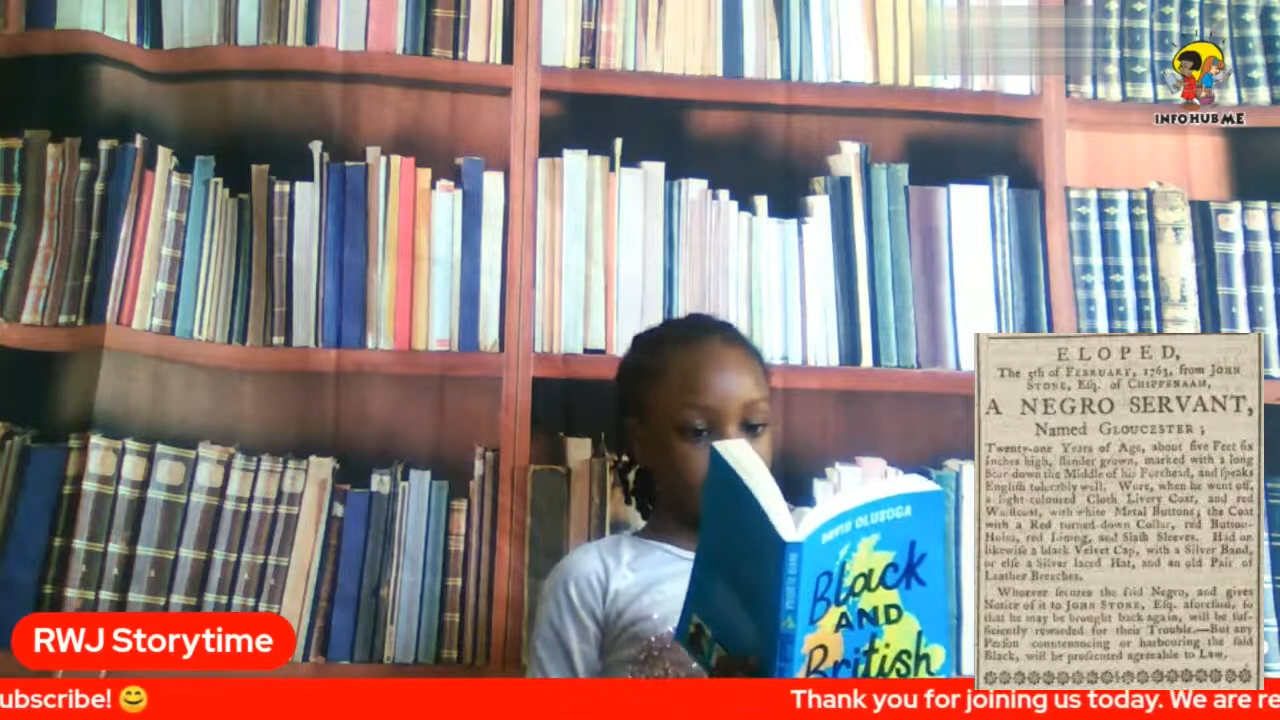 INFO HUB ME
DAVID OLUSOGA
Black
AND
British
ELOPED,
The 5th of FEBRUARY, 1763, from JOHN
STONE, Esq. of CHIPPENAAM,
A NEGRO SERVANT,
Named GLOUCESTER ;
Twenty-one Years of Age, about five Feet six
inches high, slender grown, marked with a long
Scar down the Middle of his Forehead, and speaks
English tolerably well. Wore, when he went off,
a light-coloured Cloth Livery Coat, and red
Waistcoat, with white Metal Buttons; the Coat
with a Red turned-down Collar, red Button-
Holes, red Lining, and Slash Sleeves. Had on
likewise a black Velvet Cap, with a Silver Band,
or else a Silver laced Hat, and an old Pair of
Leather Breeches.
Whoever secures the said Negro, and gives
Notice of it to JOHN STONE, Esq. aforesaid, so
that he may be brought back again, will be suf-
ficiently rewarded for their Trouble.—But any
Person countenancing or harbouring the said
Black, will be prosecuted agreeable to Law.
RWJ Storytime
ubscribe! 😊
Thank you for joining us today. We are re